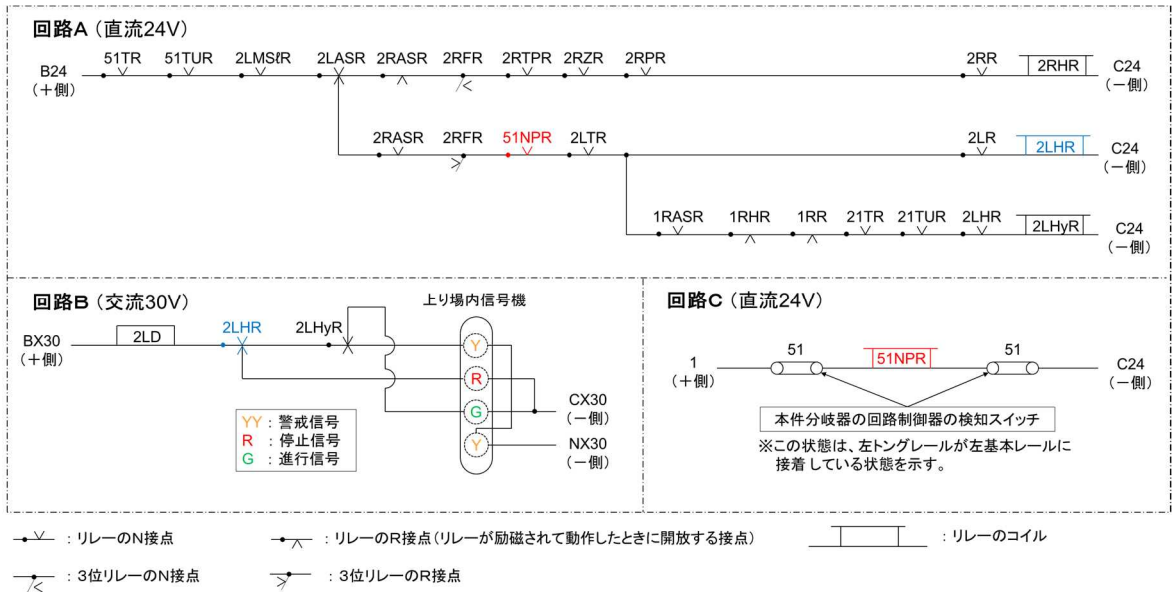 回路A(直流24V)
51TR 51TUR 2LMSℓR 2LASR 2RASR 2RFR 2RTPR 2RZR 2RPR 2RR 2RHR
B24 C24
(+側) (-側)
2RASR 2RFR 51NPR 2LTR 2LR 2LHR
C24
(-側)
1RASR 1RHR 1RR 21TR 21TUR 2LHR 2LHyR
C24
(-側)
回路B(交流30V)
上り場内信号機
BX30 2LD 2LHR 2LHyR
(+側)
Y
R
G
Y
CX30
(-側)
NX30
(-側)
YY:警戒信号
R :停止信号
G :進行信号
回路C(直流24V)
1 51 51NPR 51 C24
(+側) (-側)
本件分岐器の回路制御器の検知スイッチ
※この状態は、左トングレールが左基本レールに
接着している状態を示す。
:リレーのN接点
:リレーのR接点(リレーが励磁されて動作したときに開放する接点)
:リレーのコイル
:3位リレーのN接点
:3位リレーのR接点